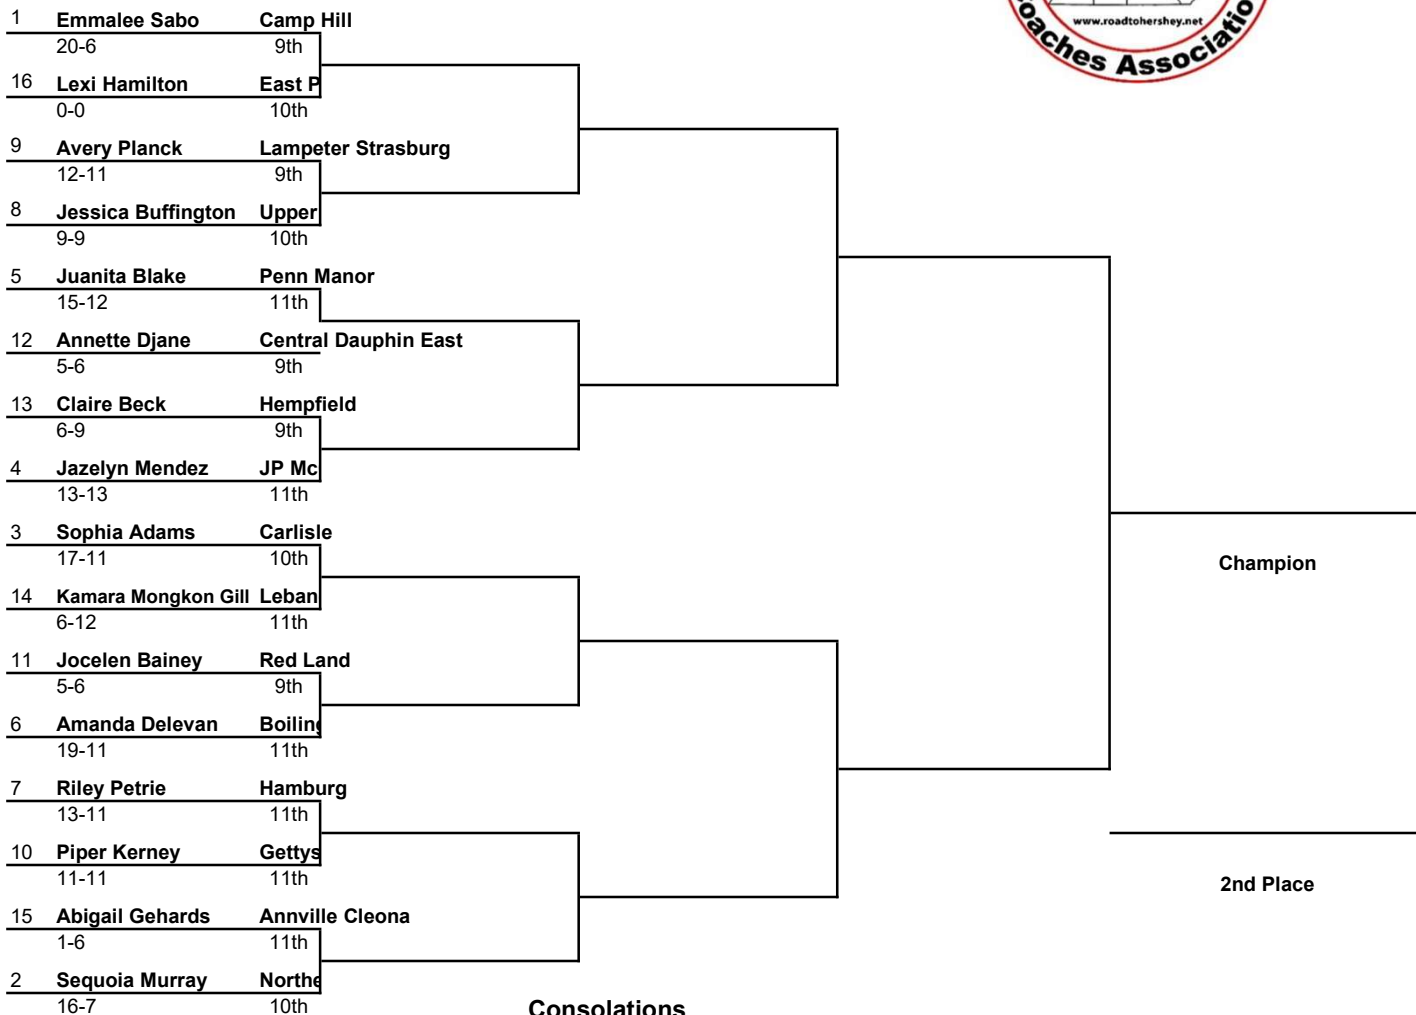 1 Emmalee Sabo Camp Hill
20-6 9th
16 Lexi Hamilton East P
0-0 10th
9 Avery Planck Lampeter Strasburg
12-11 9th
8 Jessica Buffington Upper
9-9 10th
5 Juanita Blake Penn Manor
15-12 11th
12 Annette Djane Central Dauphin East
5-6 9th
13 Claire Beck Hempfield
6-9 9th
4 Jazelyn Mendez JP Mc
13-13 11th
3 Sophia Adams Carlisle
17-11 10th
14 Kamara Mongkon Gill Leban
6-12 11th
11 Jocelen Bainey Red Land
5-6 9th
6 Amanda Delevan Boiling
19-11 11th
7 Riley Petrie Hamburg
13-11 11th
10 Piper Kerney Gettys
11-11 11th
15 Abigail Gehards Annville Cleona
1-6 11th
2 Sequoia Murray Northe
16-7 10th
www.roadtohershey.net
oaches Associatio
Champion
2nd Place
Consolations